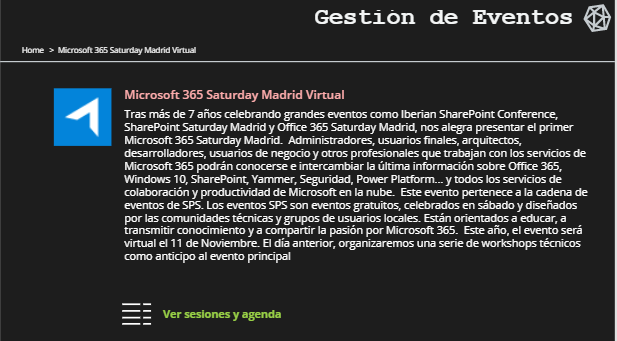 Gestión de Eventos
Home > Microsoft 365 Saturday Madrid Virtual
Microsoft 365 Saturday Madrid Virtual
Tras más de 7 años celebrando grandes eventos como Iberian SharePoint Conference,
SharePoint Saturday Madrid y Office 365 Saturday Madrid, nos alegra presentar el primer
Microsoft 365 Saturday Madrid.  Administradores, usuarios finales, arquitectos,
desarrolladores, usuarios de negocio y otros profesionales que trabajan con los servicios de
Microsoft 365 podrán conocerse e intercambiar la última información sobre Office 365,
Windows 10, SharePoint, Yammer, Seguridad, Power Platform... y todos los servicios de
colaboración y productividad de Microsoft en la nube.  Este evento pertenece a la cadena de
eventos de SPS. Los eventos SPS son eventos gratuitos, celebrados en sábado y diseñados
por las comunidades técnicas y grupos de usuarios locales. Están orientados a educar, a
transmitir conocimiento y a compartir la pasión por Microsoft 365.  Este año, el evento será
virtual el 11 de Noviembre. El día anterior, organizaremos una serie de workshops técnicos
como anticipo al evento principal
Ver sesiones y agenda